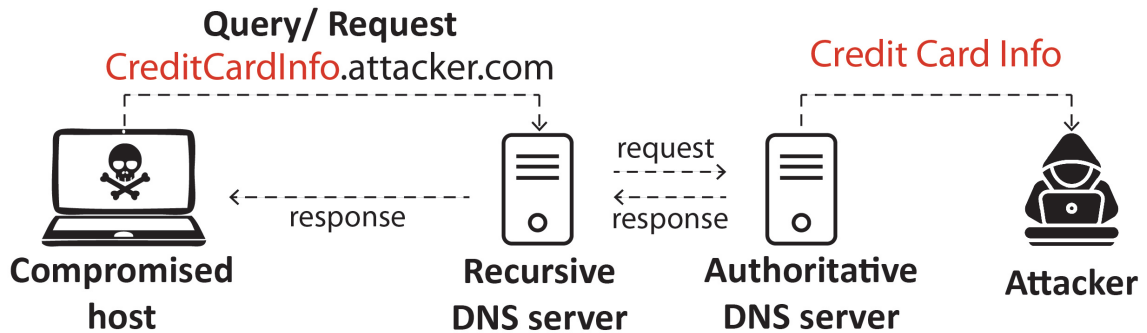 Query/ Request
CreditCardInfo.attacker.com
Credit Card Info
request
response
response
Compromised
host
Recursive
DNS server
Authoritative
DNS server
Attacker